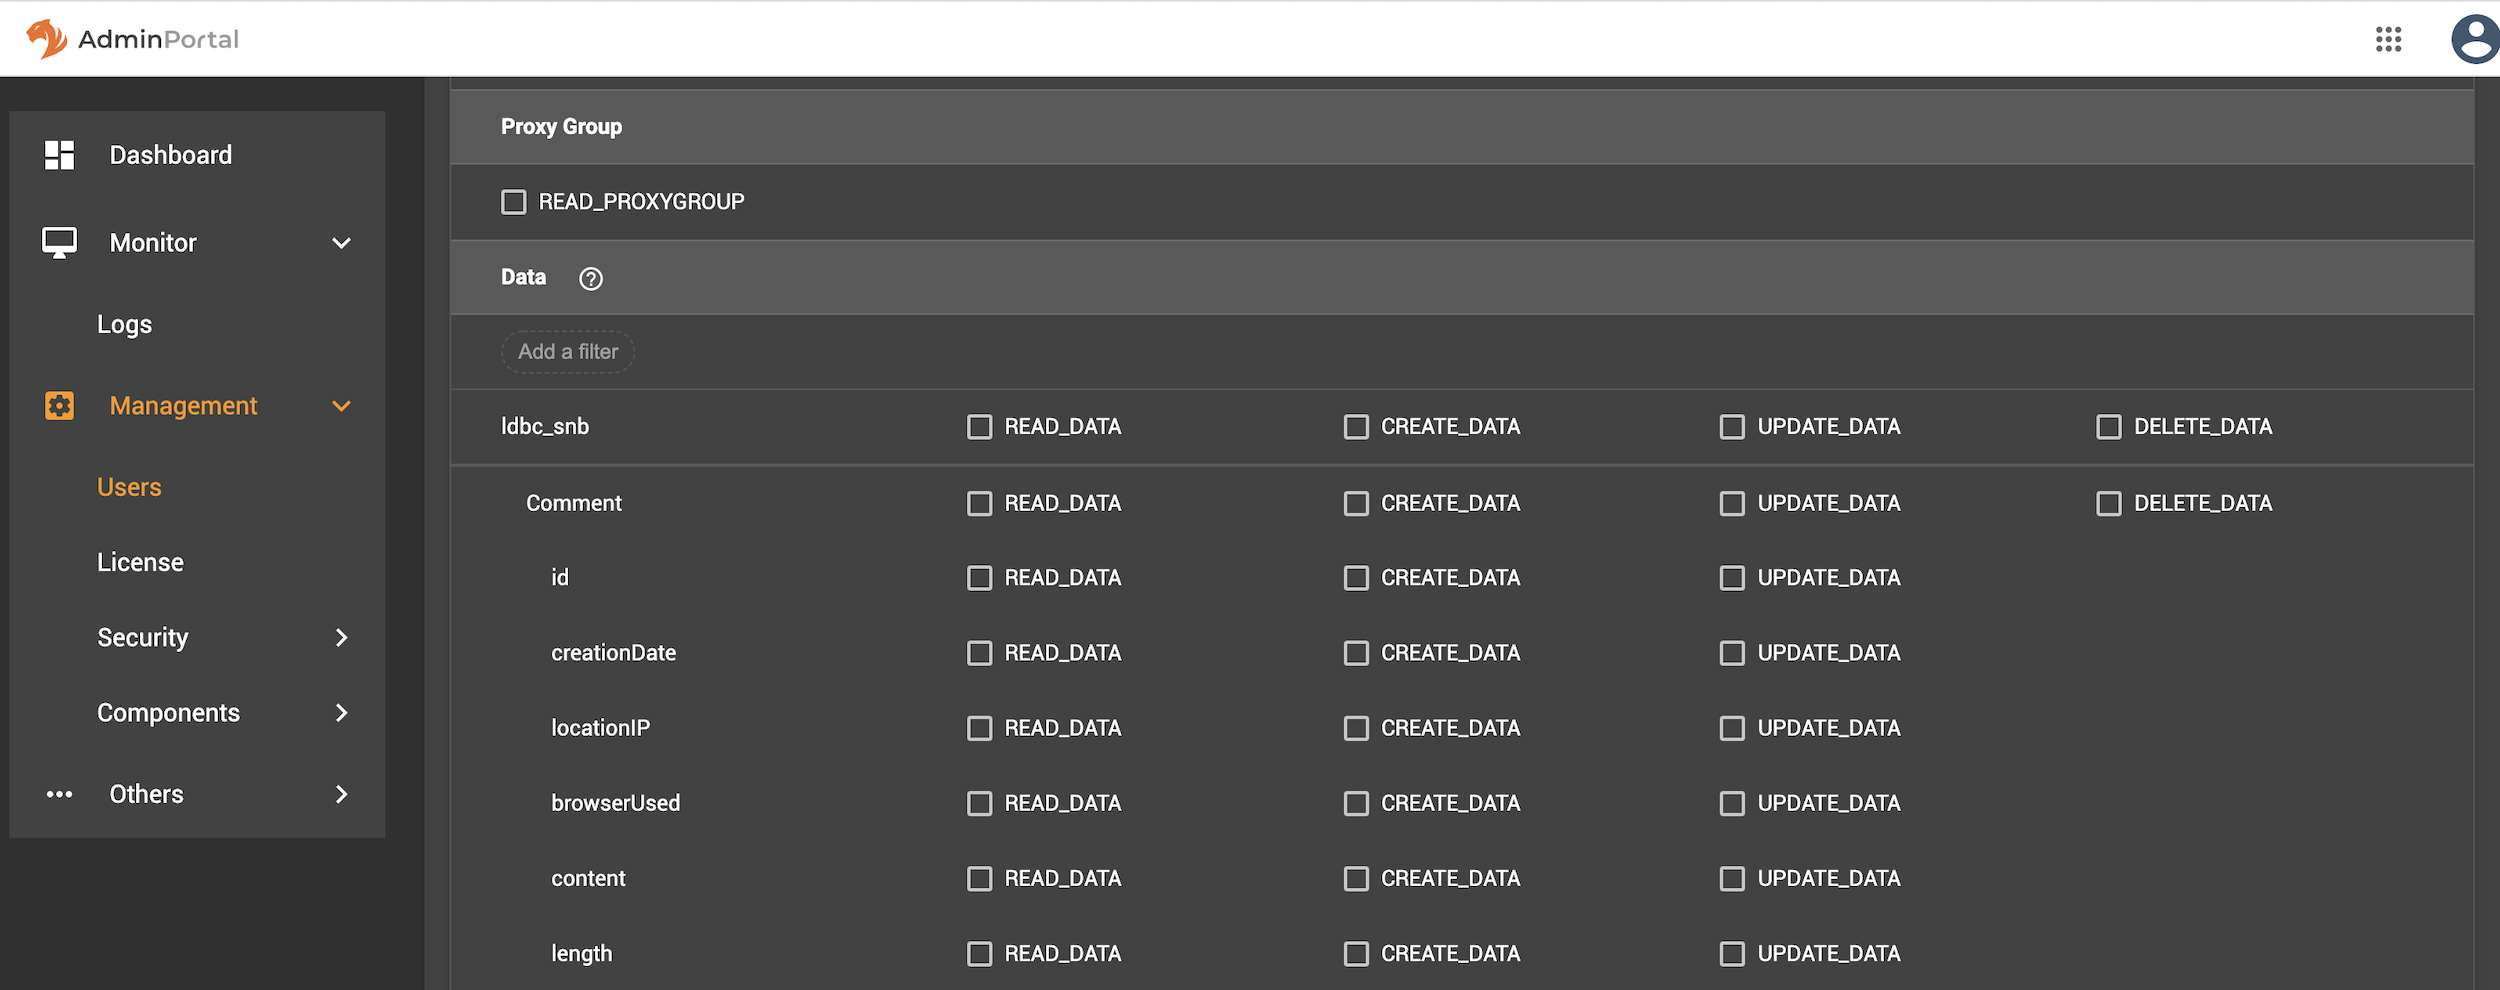 AdminPortal
Dashboard
Monitor
Logs
Management
Users
License
Security
Components
Others
Proxy Group
READ_PROXYGROUP
Data
Add a filter
ldbc_snb READ_DATA CREATE_DATA UPDATE_DATA DELETE_DATA
Comment READ_DATA CREATE_DATA UPDATE_DATA DELETE_DATA
id READ_DATA CREATE_DATA UPDATE_DATA
creationDate READ_DATA CREATE_DATA UPDATE_DATA
locationIP READ_DATA CREATE_DATA UPDATE_DATA
browserUsed READ_DATA CREATE_DATA UPDATE_DATA
content READ_DATA CREATE_DATA UPDATE_DATA
length READ_DATA CREATE_DATA UPDATE_DATA